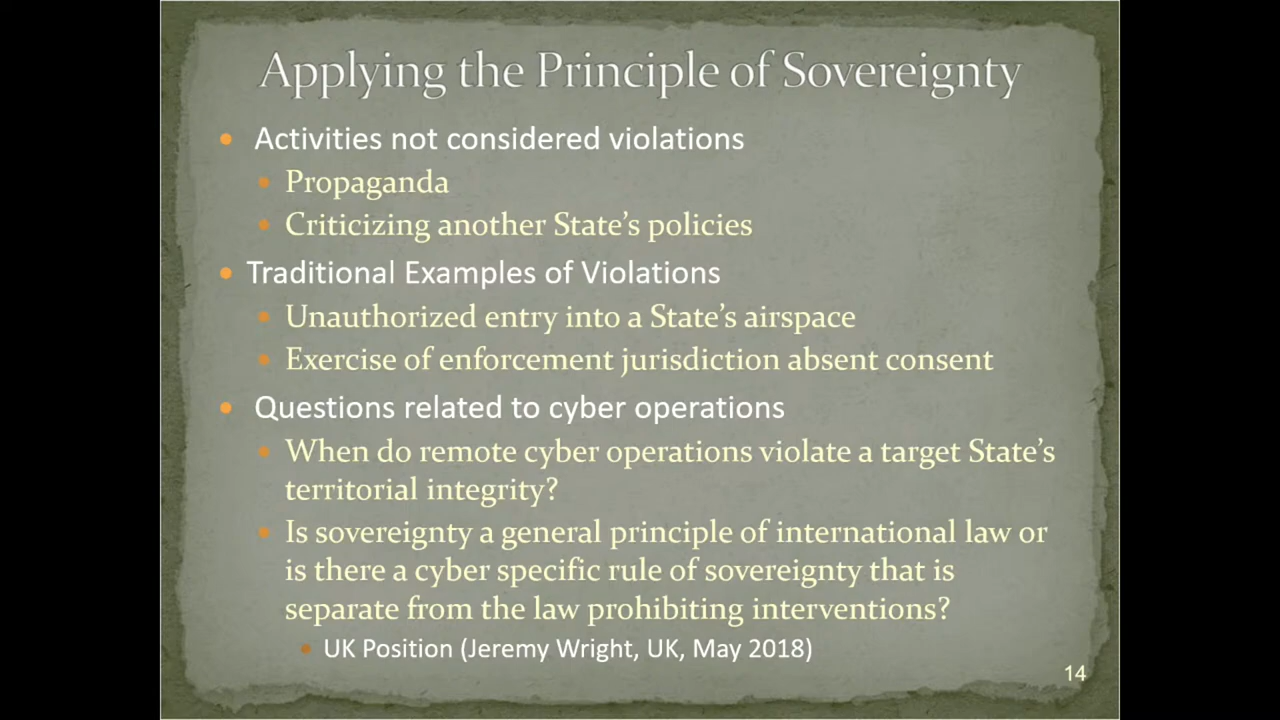 Applying the Principle of Sovereignty
Activities not considered violations
Propaganda
Criticizing another State's policies
Traditional Examples of Violations
Unauthorized entry into a State's airspace
Exercise of enforcement jurisdiction absent consent
Questions related to cyber operations
When do remote cyber operations violate a target State's
territorial integrity?
Is sovereignty a general principle of international law or
is there a cyber specific rule of sovereignty that is
separate from the law prohibiting interventions?
UK Position (Jeremy Wright, UK, May 2018)
14